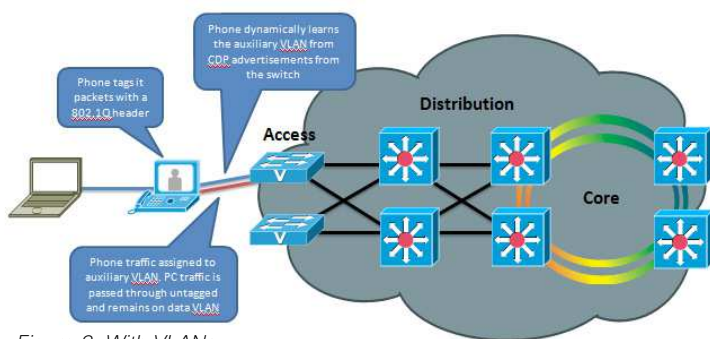 Phone dynamically learns
the auxiliary VLAN from
CDP advertisements from
the switch
Phone tags it
packets with a
802.1Q header
Distribution
Access
V
V
Core
Phone traffic assigned to
auxiliary VLAN. PC traffic is
passed through untagged
and remains on data VLAN